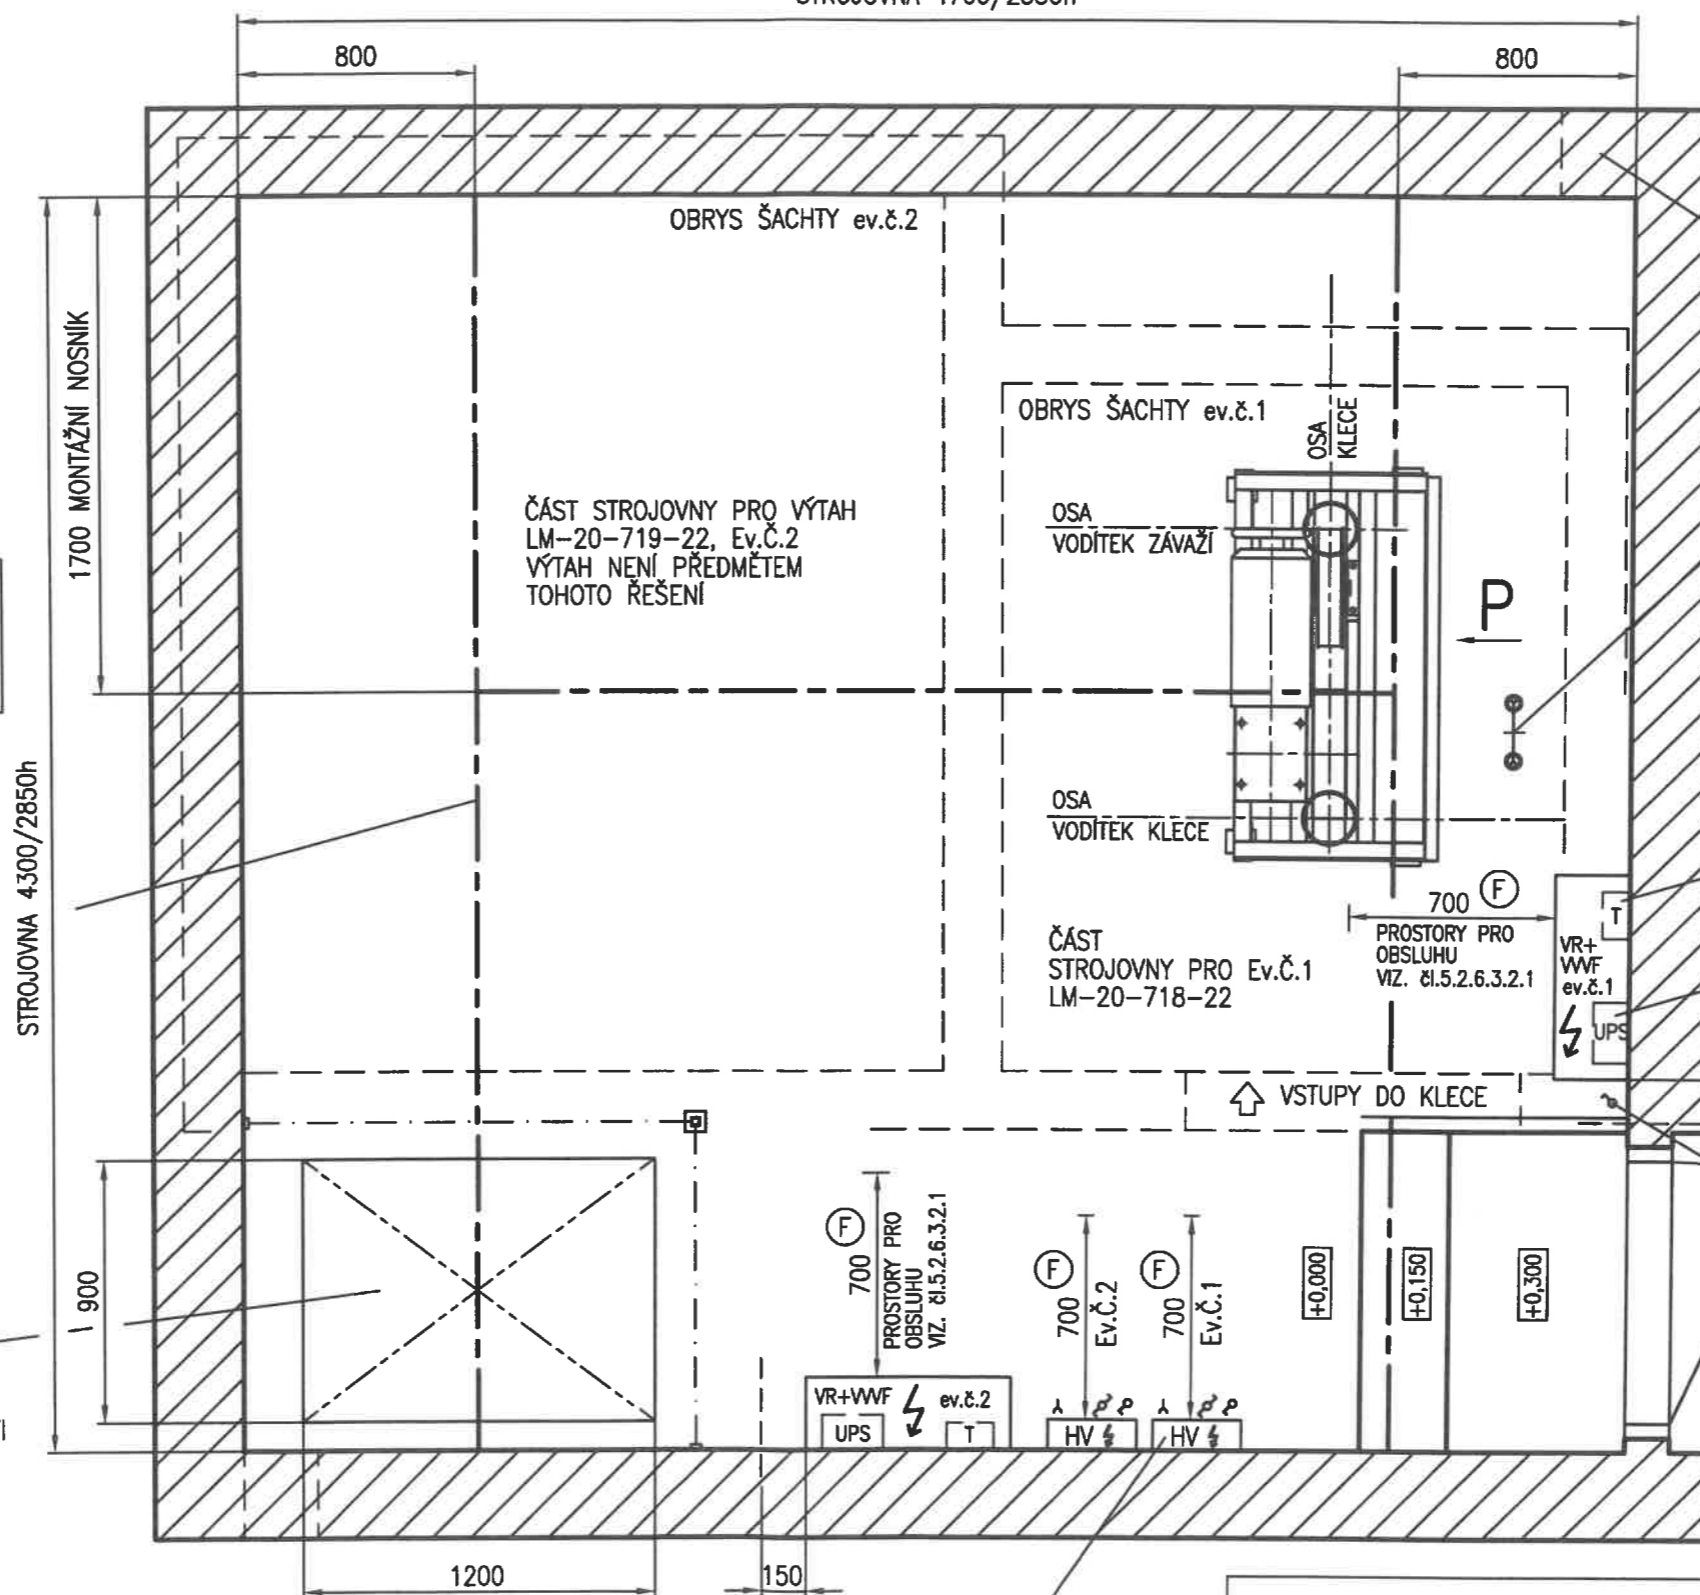 800
800
OBRYS ŠACHTY ev.č.2
1700 MONTÁŽNÍ NOSNÍK
OBRYS ŠACHTY ev.č.1
OSA
KLECE
ČÁST STROJOVNY PRO VÝTAH
LM-20-719-22, Ev.Č.2
VÝTAH NENÍ PŘEDMĚTEM
TOHOTO ŘEŠENÍ
OSA
VODÍTEK ZÁVAŽÍ
P
STROJOVNA 4300/2850h
OSA
VODÍTEK KLECE
700 F
PROSTORY PRO
OBSLUHU
VIZ. čl.5.2.6.3.2.1
T
VR+
VVVF
ev.č.1
UPS
ČÁST
STROJOVNY PRO Ev.Č.1
LM-20-718-22
VSTUPY DO KLECE
900
F
700
PROSTORY PRO
OBSLUHU
VIZ. čl.5.2.6.3.2.1
F
700
Ev.Č.2
F
700
Ev.Č.1
+0,000
+0,150
+0,300
VR+VVVF
ev.č.2
UPS
T
HV
HV
1200
150